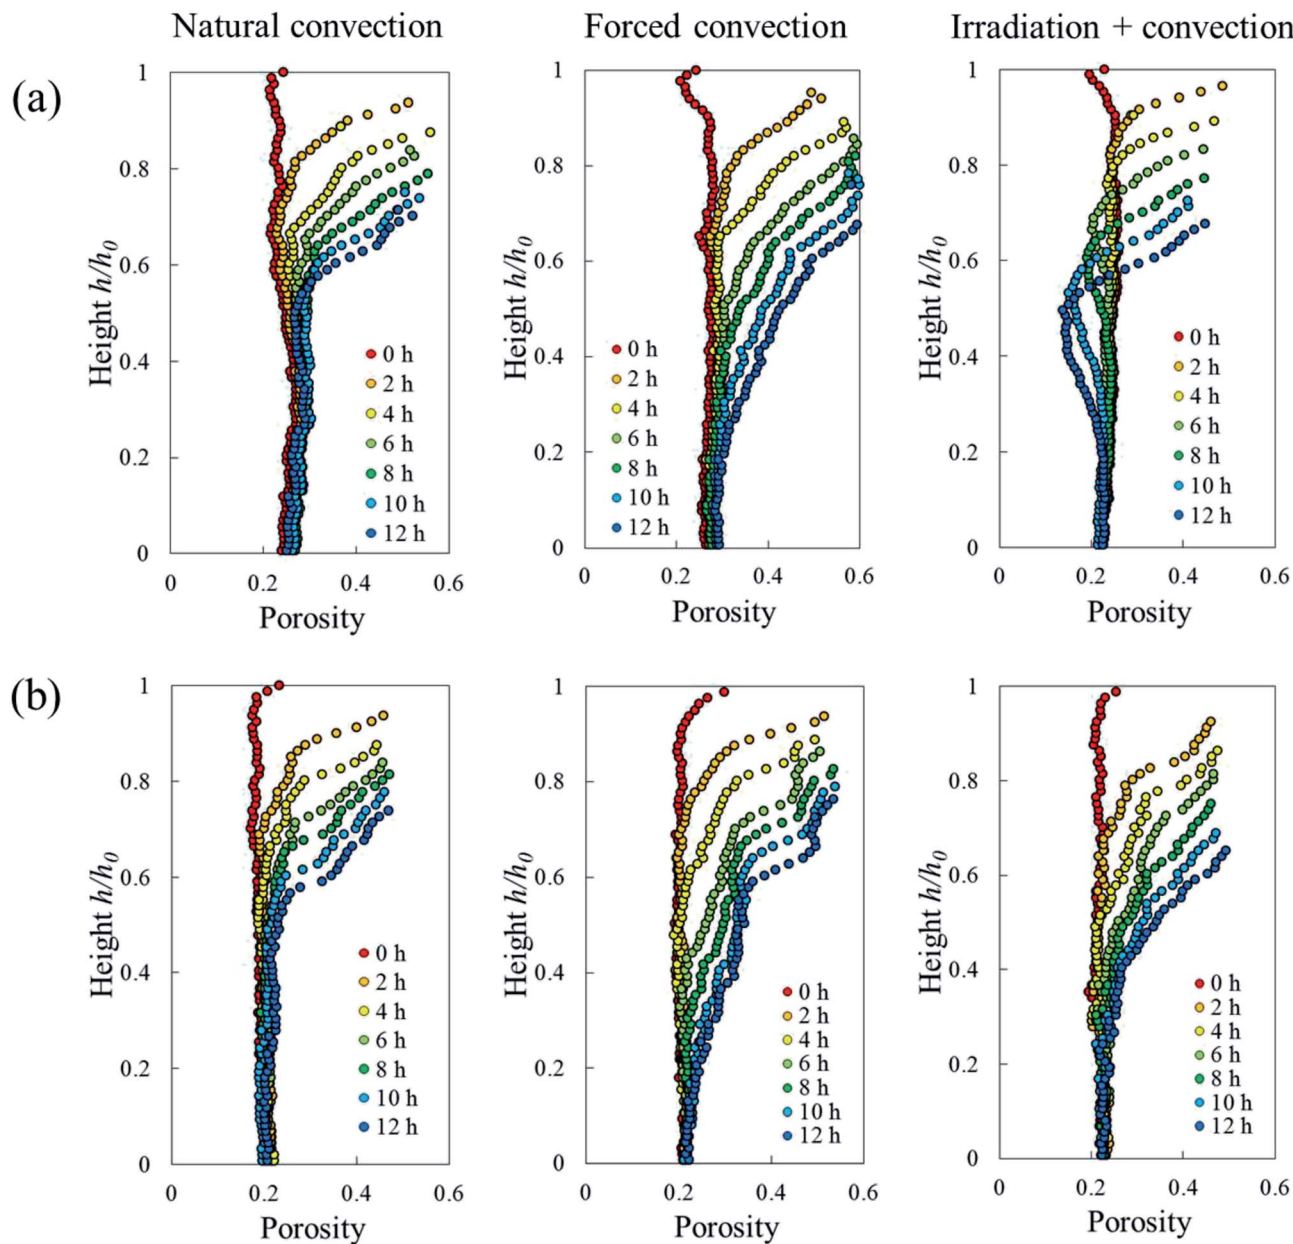 Natural convection
Forced convection
Irradiation + convection
(a)
1
0.8
0.6
0.4
0.2
0
Height h/h0
0 h
2 h
4 h
6 h
8 h
10 h
12 h
0
0.2
0.4
0.6
Porosity
1
0.8
0.6
0.4
0.2
0
Height h/h0
0 h
2 h
4 h
6 h
8 h
10 h
12 h
0
0.2
0.4
0.6
Porosity
1
0.8
0.6
0.4
0.2
0
Height h/h0
0 h
2 h
4 h
6 h
8 h
10 h
12 h
0
0.2
0.4
0.6
Porosity
(b)
1
0.8
0.6
0.4
0.2
0
Height h/h0
0 h
2 h
4 h
6 h
8 h
10 h
12 h
0
0.2
0.4
0.6
Porosity
1
0.8
0.6
0.4
0.2
0
Height h/h0
0 h
2 h
4 h
6 h
8 h
10 h
12 h
0
0.2
0.4
0.6
Porosity
1
0.8
0.6
0.4
0.2
0
Height h/h0
0 h
2 h
4 h
6 h
8 h
10 h
12 h
0
0.2
0.4
0.6
Porosity